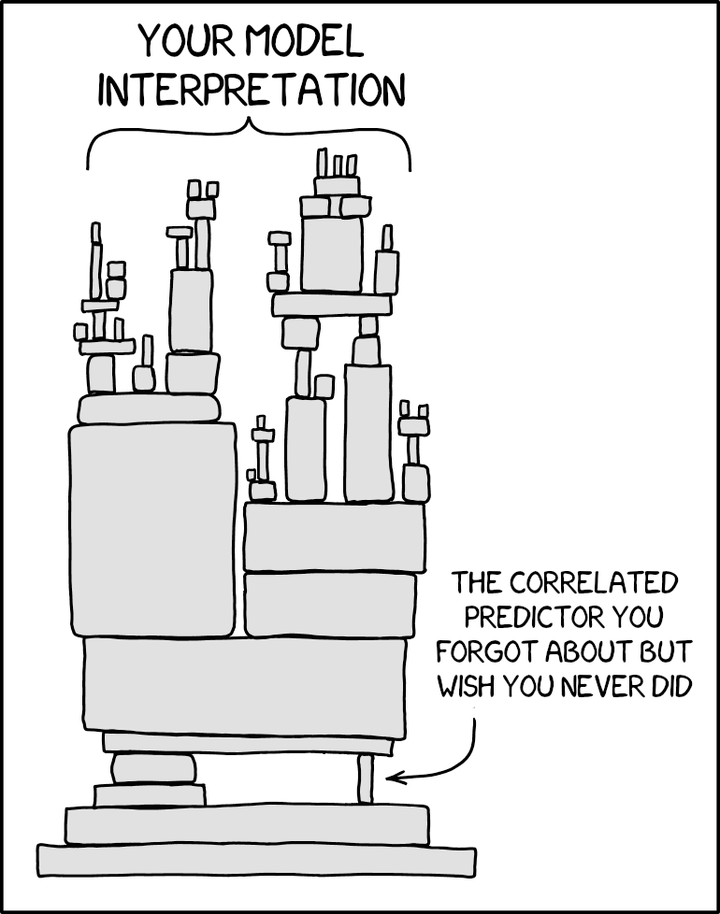 YOUR MODEL
INTERPRETATION
THE CORRELATED
PREDICTOR YOU
FORGOT ABOUT BUT
WISH YOU NEVER DID